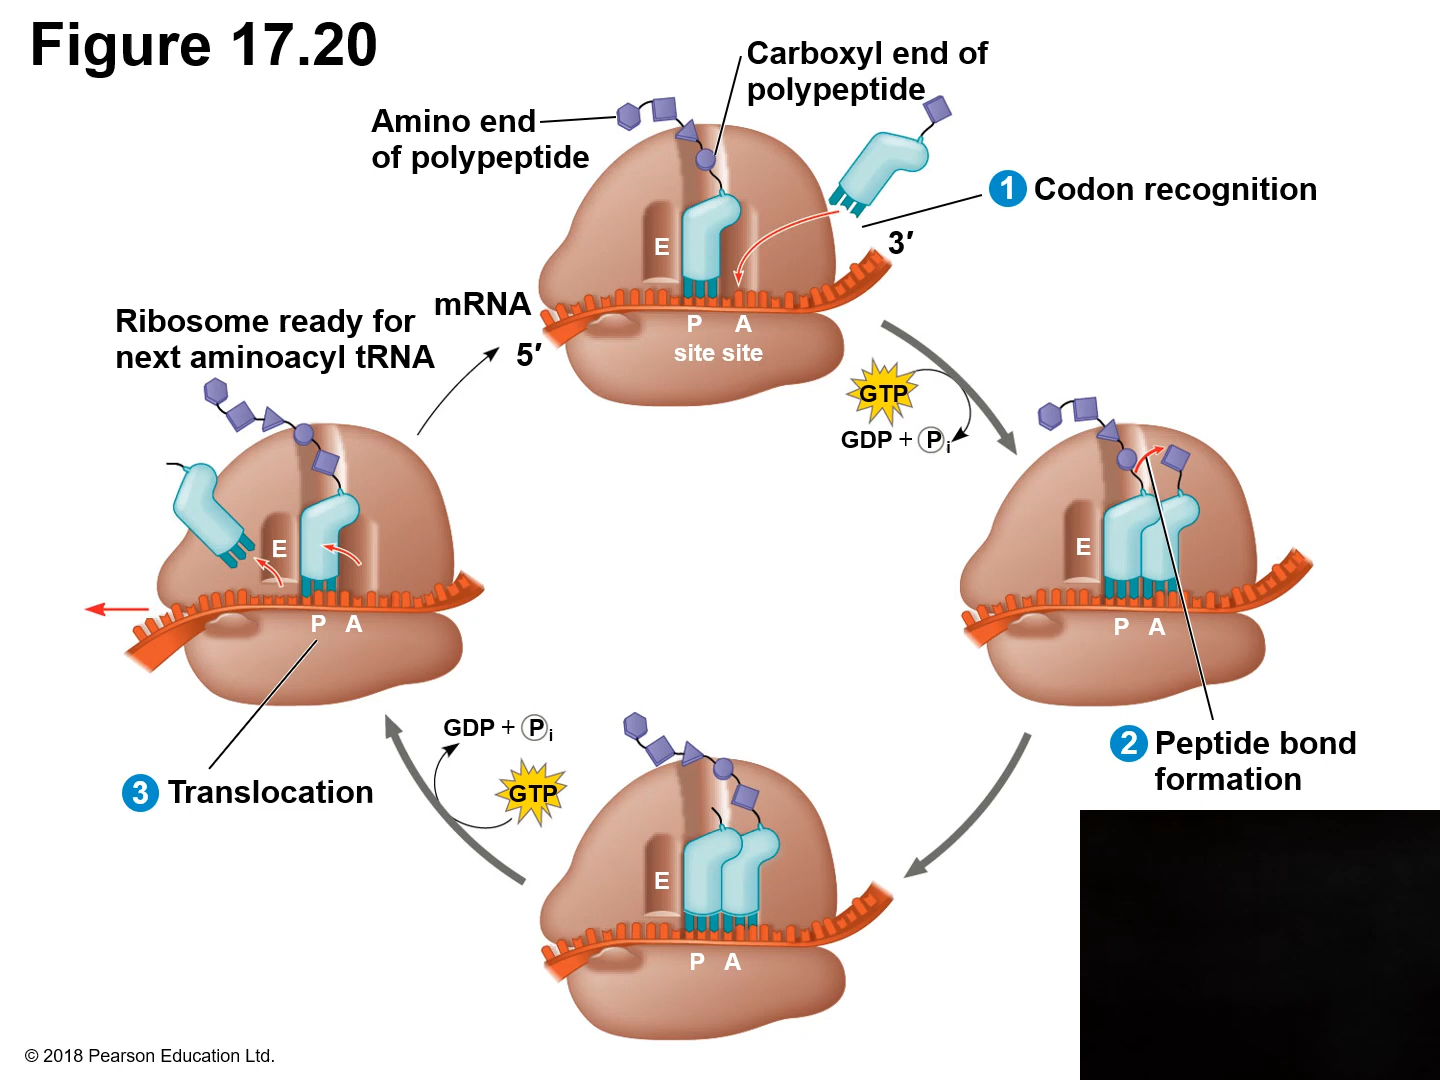 Figure 17.20
Carboxyl end of
polypeptide
Amino end
of polypeptide
1 Codon recognition
3′
E
mRNA
5′
P A
site site
Ribosome ready for
next aminoacyl tRNA
GTP
GDP + Pi
E
P A
E
P A
2 Peptide bond
formation
GDP + Pi
GTP
3 Translocation
E
P A
© 2018 Pearson Education Ltd.